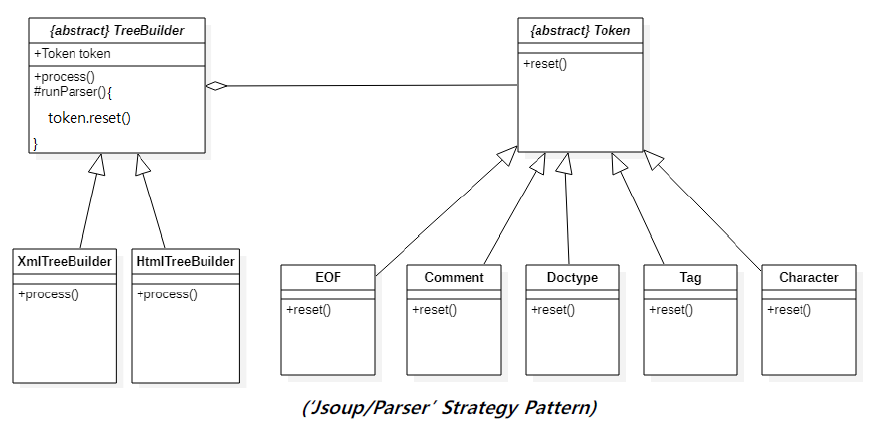 {abstract} TreeBuilder
+Token token
+process()
#runParser(){
token.reset()
}
{abstract} Token
+reset()
XmlTreeBuilder
+process()
HtmlTreeBuilder
+process()
EOF
+reset()
Comment
+reset()
Doctype
+reset()
Tag
+reset()
Character
+reset()
('Jsoup/Parser' Strategy Pattern)